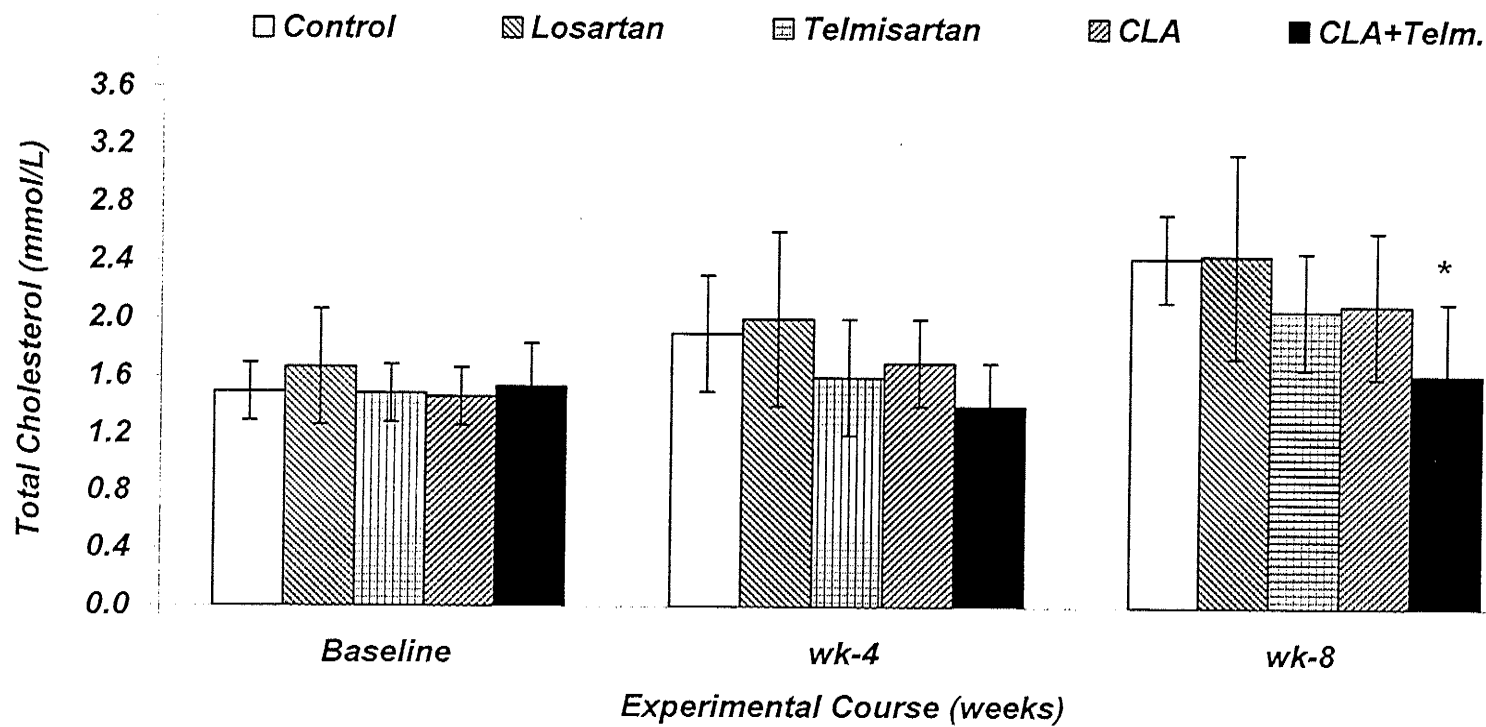 Control Losartan Telmisartan CLA CLA+Telm.
3.6
3.2
2.8
2.4
2.0
1.6
1.2
0.8
0.4
0.0
Total Cholesterol (mmol/L)
*
Baseline wk-4 wk-8
Experimental Course (weeks)